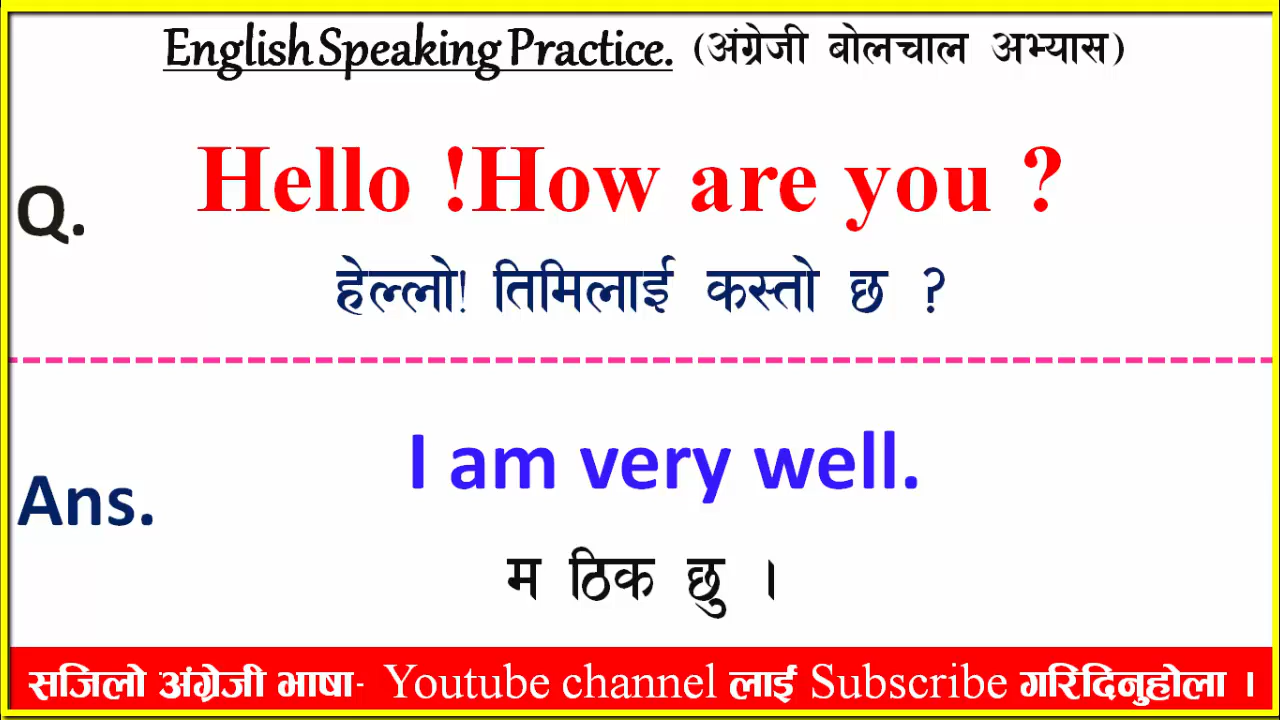 English Speaking Practice. (अंग्रेजी बोलचाल अभ्यास)
Q. Hello !How are you ?
हेल्लो! तिमिलाई कस्तो छ ?
Ans. I am very well.
म ठिक छु ।
सजिलो अंग्रेजी भाषा- Youtube channel लाई Subscribe गरिदिनुहोला ।